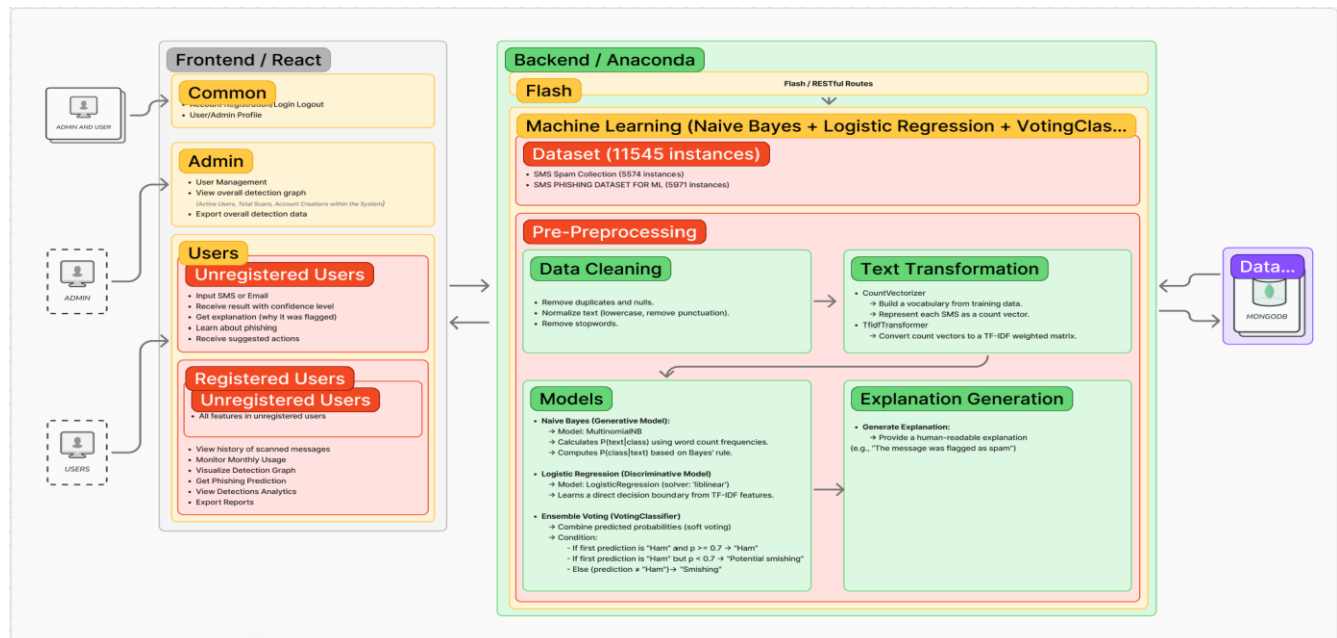 Frontend / React
Common
Account Registration/Login Logout
• User/Admin Profile
ADMIN AND USER
Admin
• User Management
• View overall detection graph
(Active Users, Total Scans, Account Creations within the System)
• Export overall detection data
ADMIN
Users
Unregistered Users
• Input SMS or Email
• Receive result with confidence level
• Get explanation (why it was flagged)
• Learn about phishing
• Receive suggested actions
Registered Users
Unregistered Users
• All features in unregistered users
• View history of scanned messages
• Monitor Monthly Usage
• Visualize Detection Graph
• Get Phishing Prediction
• View Detections Analytics
• Export Reports
USERS
Backend / Anaconda
Flash / RESTful Routes
Flash
Machine Learning (Naive Bayes + Logistic Regression + VotingClas...
Dataset (11545 instances)
• SMS Spam Collection (5574 instances)
• SMS PHISHING DATASET FOR ML (5971 instances)
Pre-Preprocessing
Data Cleaning
• Remove duplicates and nulls.
• Normalize text (lowercase, remove punctuation).
• Remove stopwords.
Text Transformation
• CountVectorizer
→ Build a vocabulary from training data.
→ Represent each SMS as a count vector.
• TfidfTransformer
→ Convert count vectors to a TF-IDF weighted matrix.
Models
• Naive Bayes (Generative Model):
→ Model: MultinomialNB
→ Calculates P(text|class) using word count frequencies.
→ Computes P(class|text) based on Bayes' rule.
• Logistic Regression (Discriminative Model)
→ Model: LogisticRegression (solver: 'liblinear')
→ Learns a direct decision boundary from TF-IDF features.
• Ensemble Voting (VotingClassifier)
→ Combine predicted probabilities (soft voting)
→ Condition:
- If first prediction is "Ham" and p >= 0.7 → "Ham"
- If first prediction is "Ham" but p < 0.7 → "Potential smishing"
- Else (prediction ≠ "Ham") → "Smishing"
Explanation Generation
• Generate Explanation:
→ Provide a human-readable explanation
(e.g., "The message was flagged as spam")
Data...
MONGODB